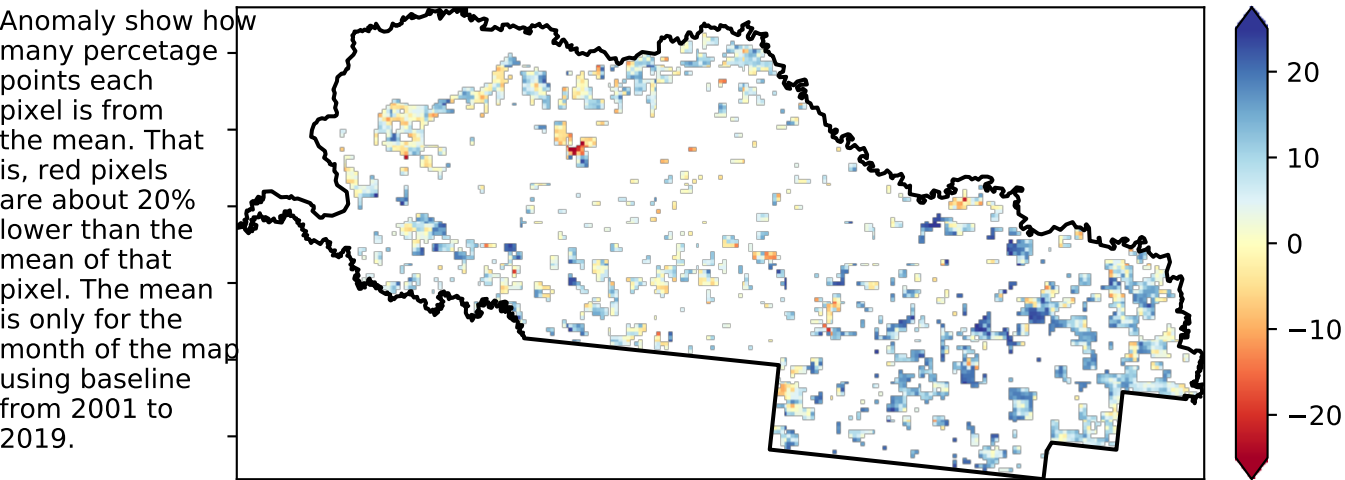 Anomaly show how
many percetage
points each
pixel is from
the mean. That
is, red pixels
are about 20%
lower than the
mean of that
pixel. The mean
is only for the
month of the map
using baseline
from 2001 to
2019.
20
10
0
−10
−20